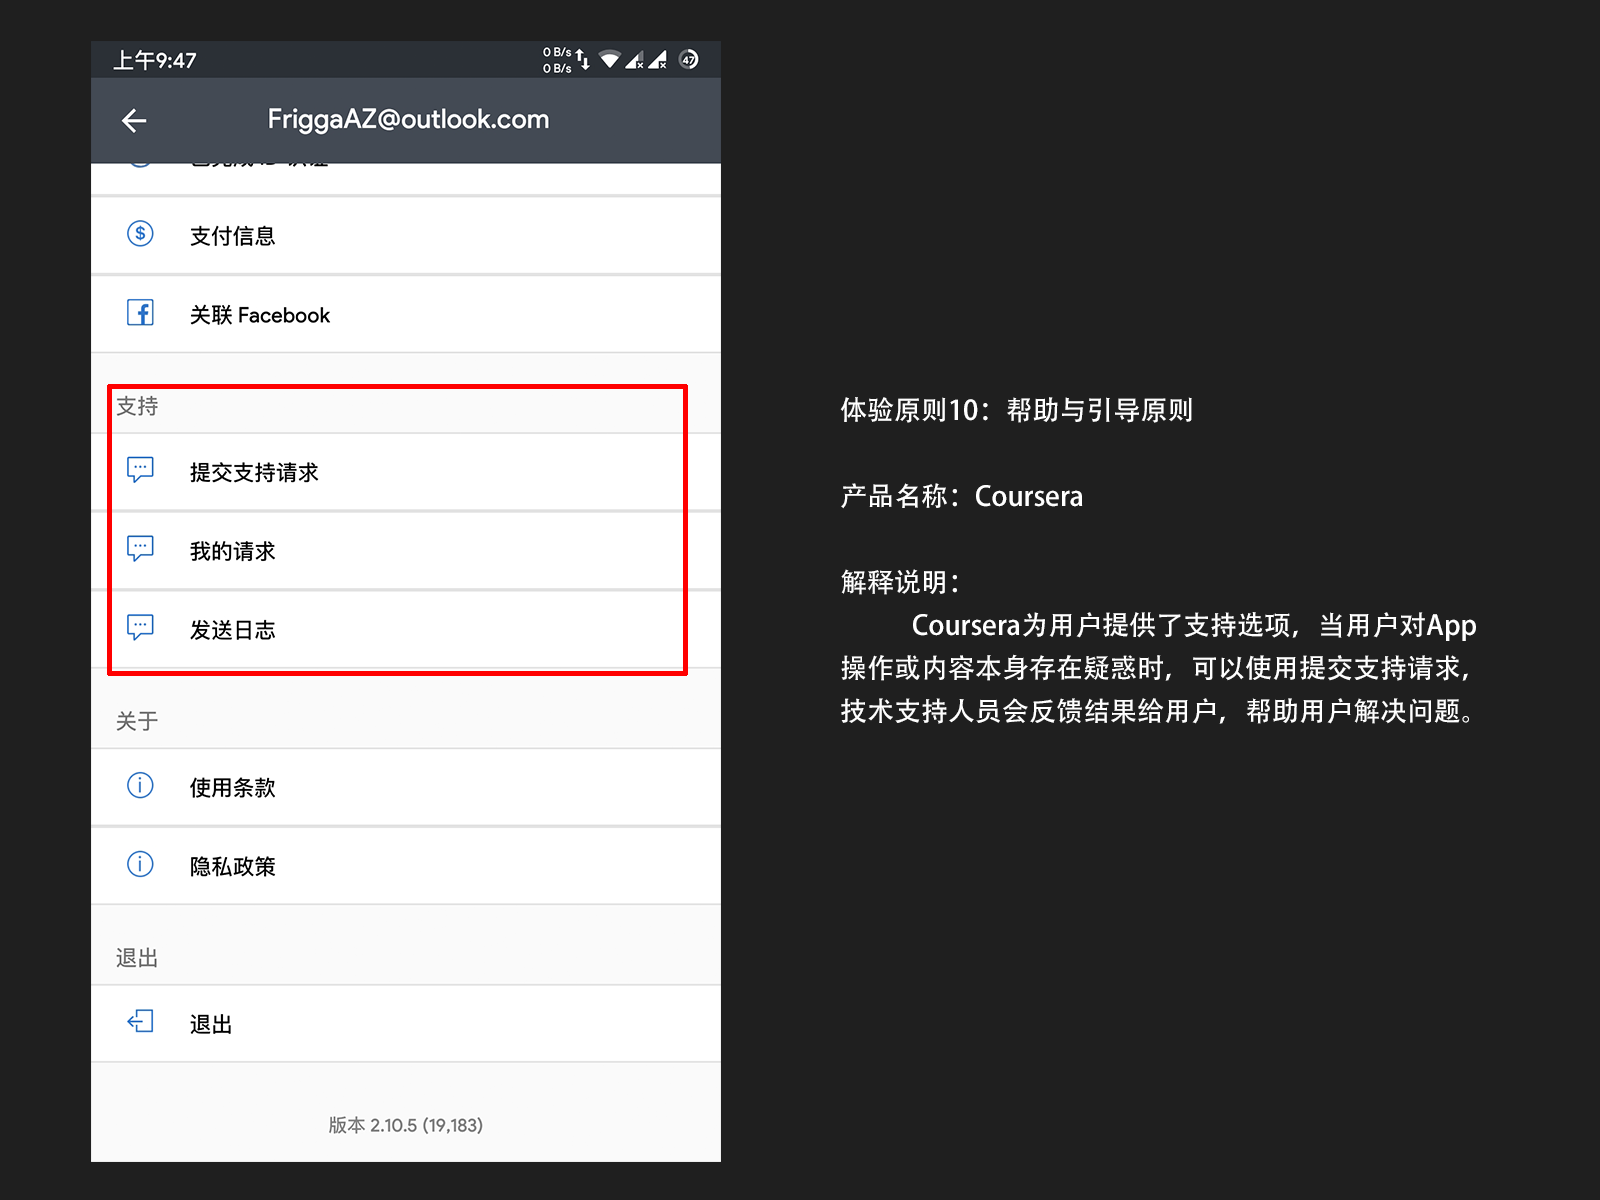 上午9:47
0 B/s
0 B/s
47
FriggaAZ@outlook.com
支付信息
关联 Facebook
支持
提交支持请求
我的请求
发送日志
关于
使用条款
隐私政策
退出
退出
版本 2.10.5 (19,183)
体验原则10：帮助与引导原则
产品名称：Coursera
解释说明：
Coursera为用户提供了支持选项，当用户对App
操作或内容本身存在疑惑时，可以使用提交支持请求，
技术支持人员会反馈结果给用户，帮助用户解决问题。